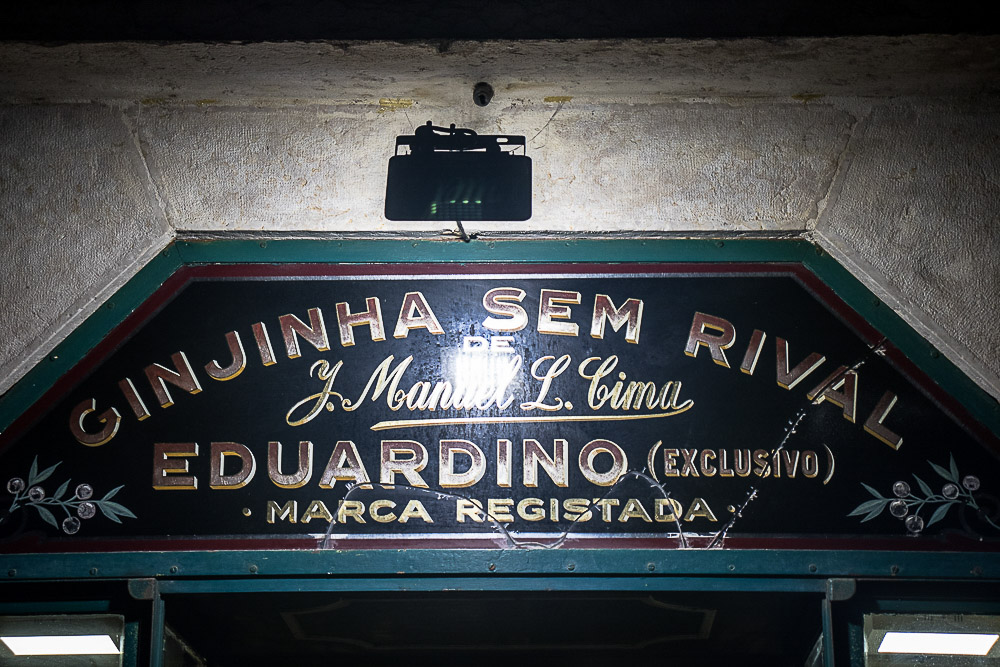 GINJINHA SEM RIVAL
DE
J. Manuel L. Cima
EDUARDINO (EXCLUSIVO)
· MARCA REGISTADA ·